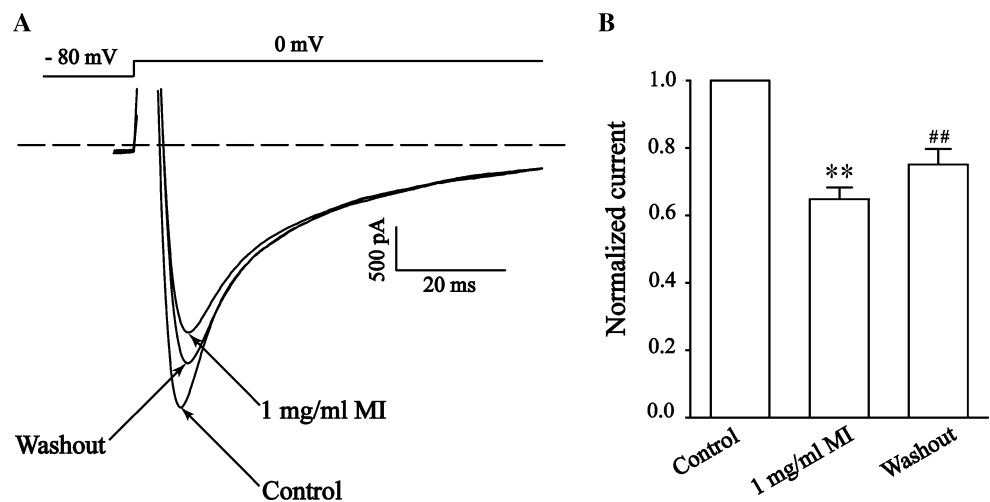 A
B
- 80 mV
0 mV
500 pA
20 ms
1 mg/ml MI
Washout
Control
Normalized current
1.0
0.8
0.6
0.4
0.2
0.0
**
##
Control
1 mg/ml MI
Washout